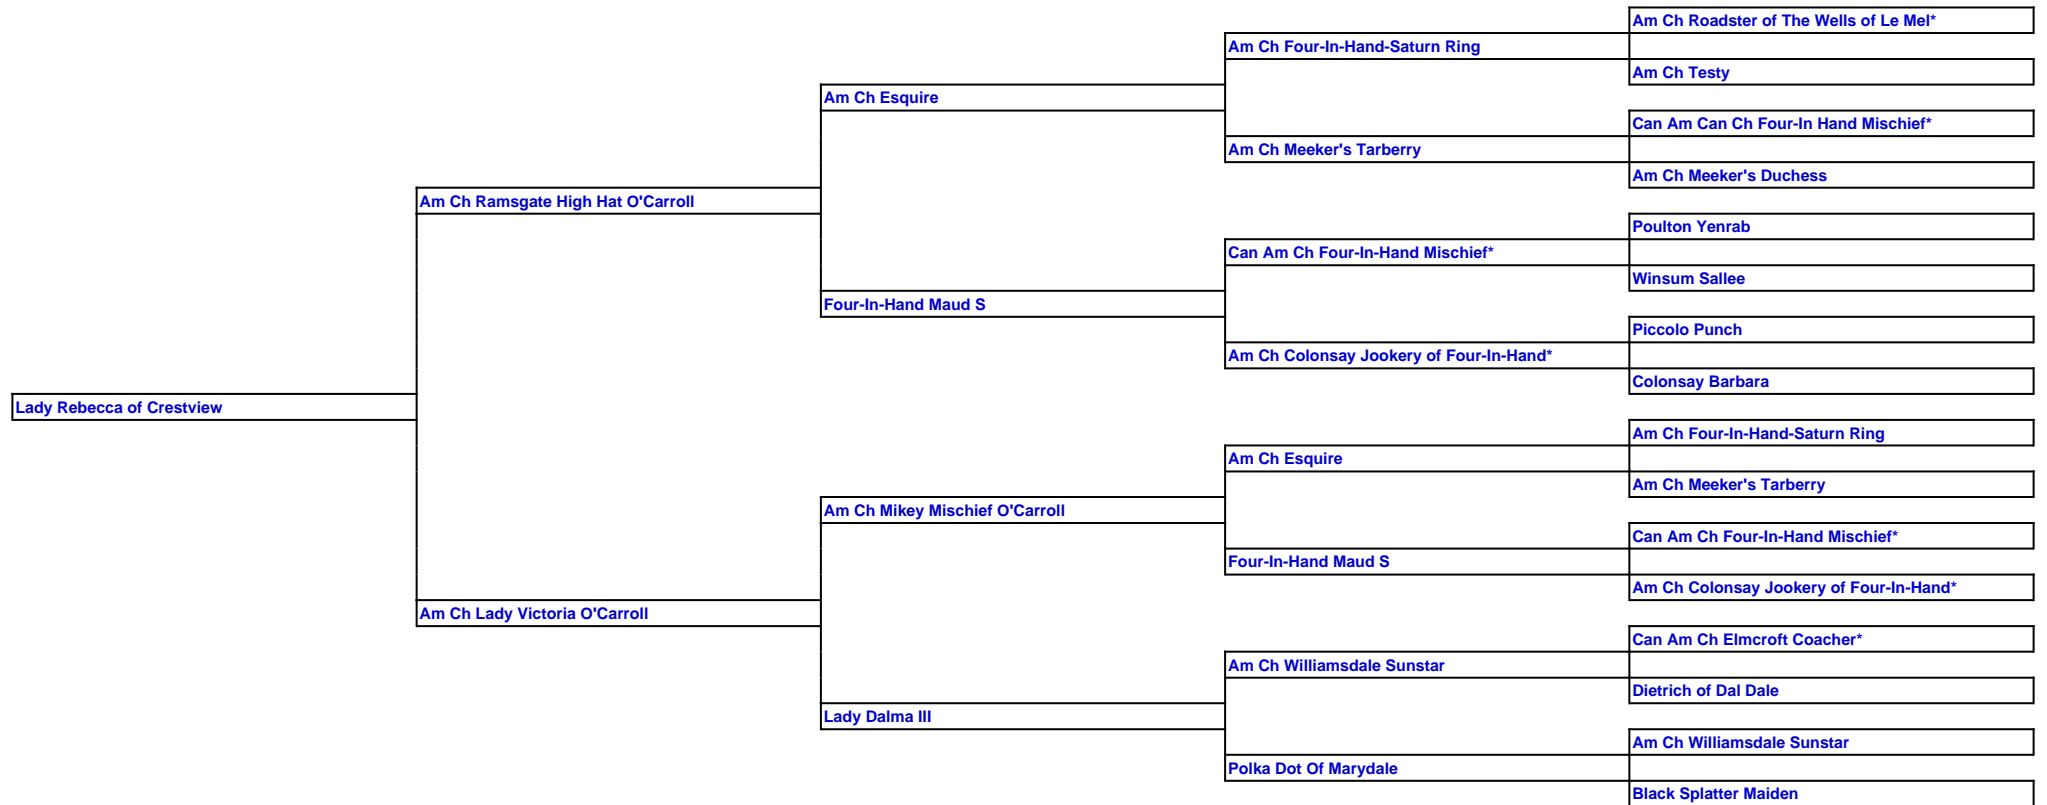 Am Ch Roadster of The Wells of Le Mel*
Am Ch Four-In-Hand-Saturn Ring
Am Ch Testy
Am Ch Esquire
Can Am Can Ch Four-In Hand Mischief*
Am Ch Meeker's Tarberry
Am Ch Meeker's Duchess
Am Ch Ramsgate High Hat O'Carroll
Poulton Yenrab
Can Am Ch Four-In-Hand Mischief*
Winsum Sallee
Four-In-Hand Maud S
Piccolo Punch
Am Ch Colonsay Jookery of Four-In-Hand*
Colonsay Barbara
Lady Rebecca of Crestview
Am Ch Four-In-Hand-Saturn Ring
Am Ch Esquire
Am Ch Meeker's Tarberry
Am Ch Mikey Mischief O'Carroll
Can Am Ch Four-In-Hand Mischief*
Four-In-Hand Maud S
Am Ch Colonsay Jookery of Four-In-Hand*
Am Ch Lady Victoria O'Carroll
Can Am Ch Elmcroft Coacher*
Am Ch Williamsdale Sunstar
Dietrich of Dal Dale
Lady Dalma III
Am Ch Williamsdale Sunstar
Polka Dot Of Marydale
Black Splatter Maiden